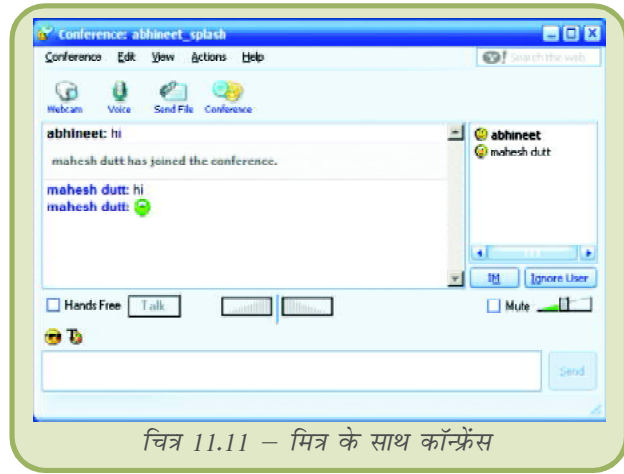 Conference: abhineet_splash
Conference Edit View Actions Help Search the web
Webcam Voice Send File Conference
abhineet: hi
mahesh dutt has joined the conference.
mahesh dutt: hi
mahesh dutt:
abhineet
mahesh dutt
IM Ignore User
Hands Free Talk Mute
Send
चित्र 11.11 – मित्र के साथ कॉन्फ्रेंस